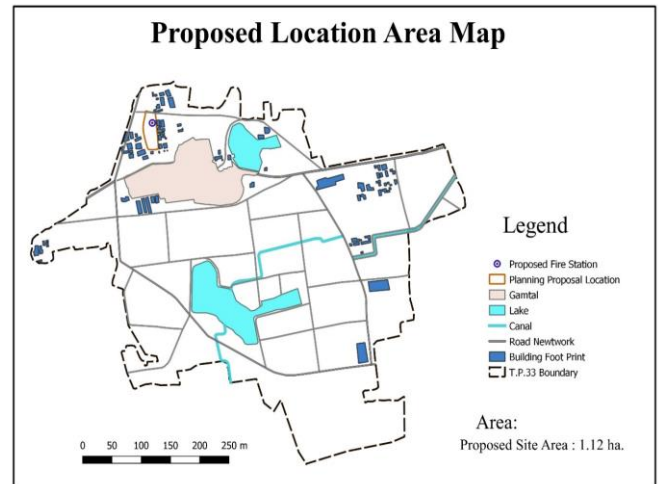 Proposed Location Area Map
Legend
Proposed Fire Station
Planning Proposal Location
Gamtal
Lake
Canal
Road Newtwork
Building Foot Print
T.P.33 Boundary
Area:
Proposed Site Area : 1.12 ha.
0 50 100 150 200 250 m